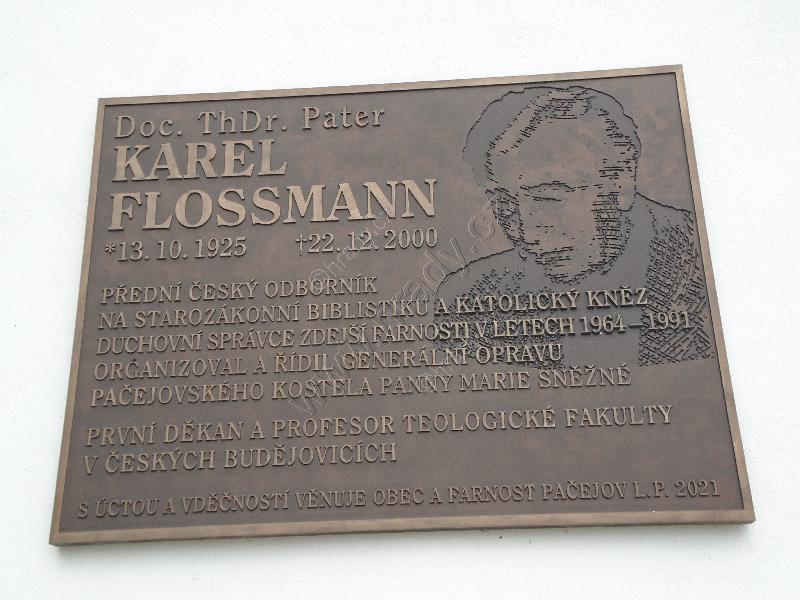 Doc. ThDr. Pater
KAREL
FLOSSMANN
*13. 10. 1925 †22. 12. 2000
PŘEDNÍ ČESKÝ ODBORNÍK
NA STAROZÁKONNÍ BIBLISTIKU A KATOLICKÝ KNĚZ
DUCHOVNÍ SPRÁVCE ZDEJŠÍ FARNOSTI V LETECH 1964 – 1991
ORGANIZOVAL A ŘÍDIL GENERÁLNÍ OPRAVU
PAČEJOVSKÉHO KOSTELA PANNY MARIE SNĚŽNÉ
PRVNÍ DĚKAN A PROFESOR TEOLOGICKÉ FAKULTY
V ČESKÝCH BUDĚJOVICÍCH
S ÚCTOU A VDĚČNOSTÍ VĚNUJE OBEC A FARNOST PAČEJOV L. P. 2021